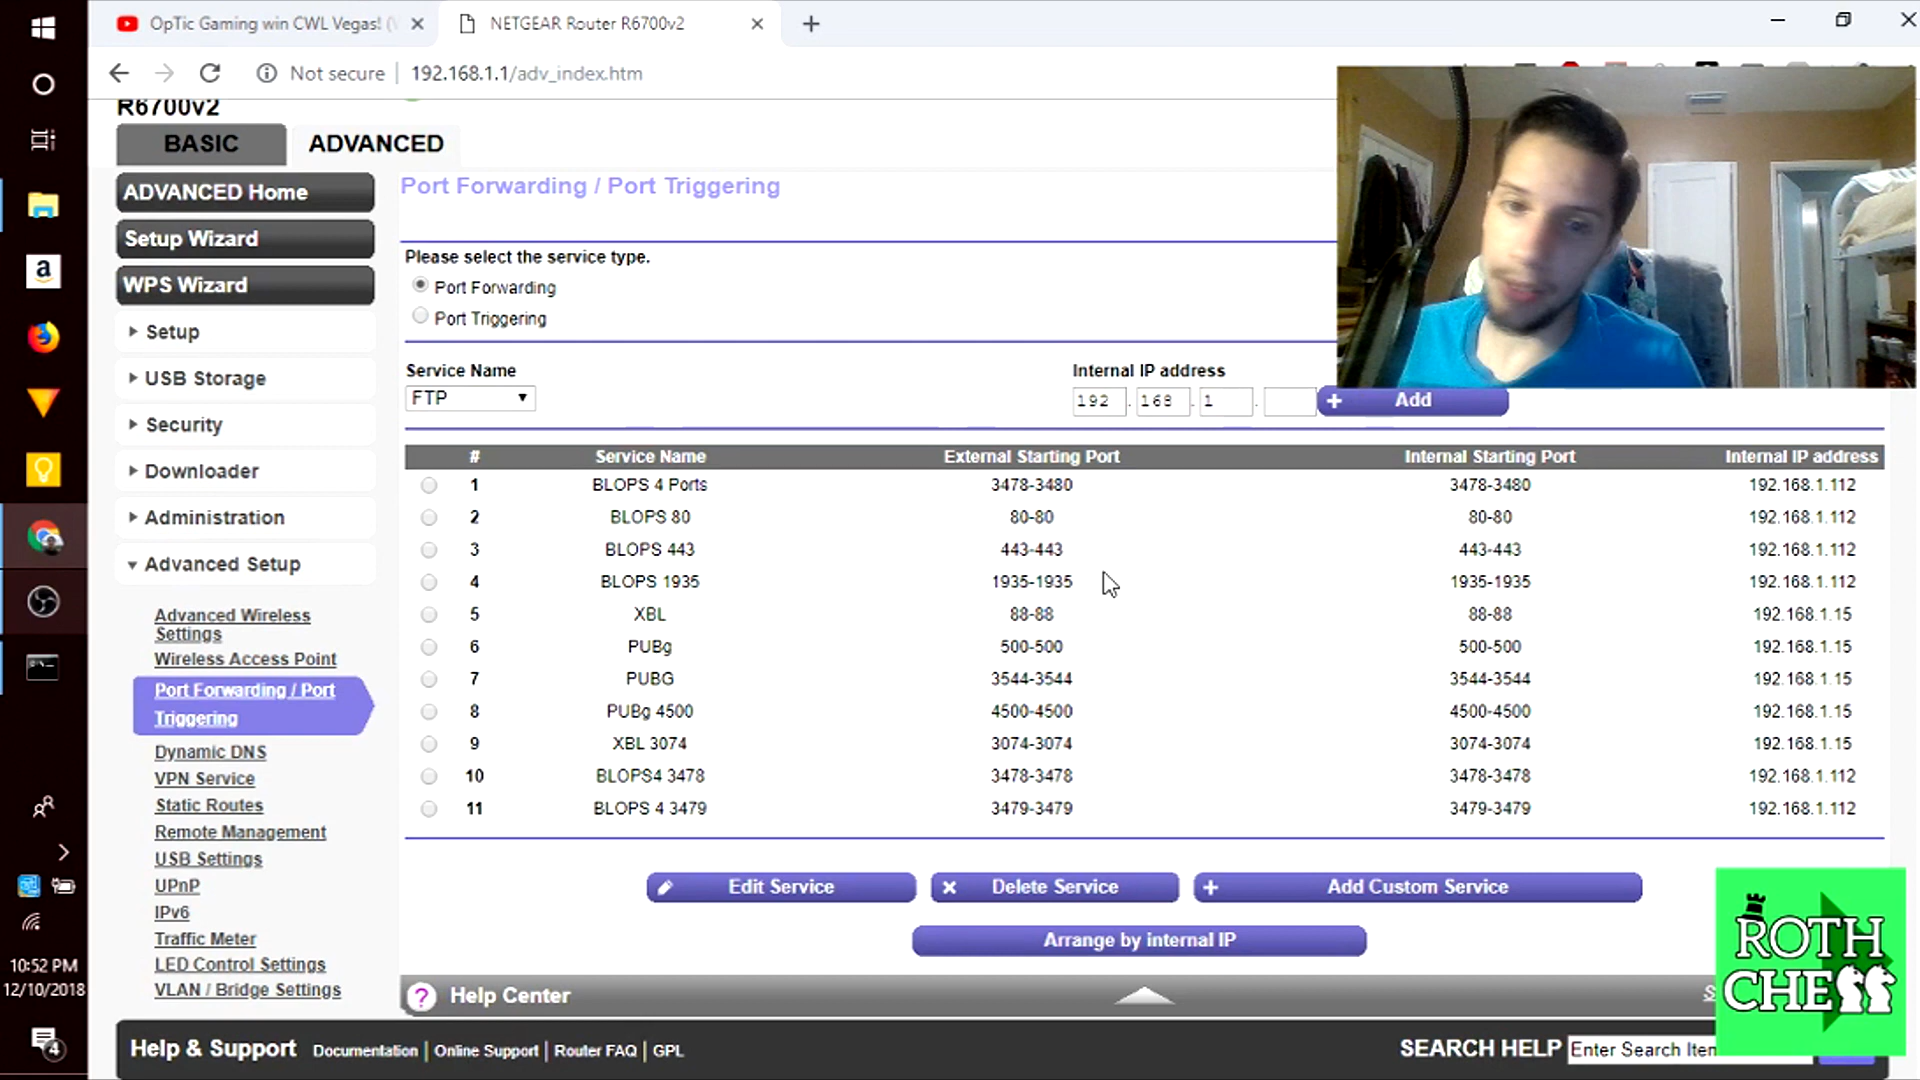 OpTic Gaming win CWL Vegas! (
NETGEAR Router R6700v2
Not secure | 192.168.1.1/adv_index.htm
R6700v2
BASIC ADVANCED
ADVANCED Home
Setup Wizard
WPS Wizard
Setup
USB Storage
Security
Downloader
Administration
Advanced Setup
Advanced Wireless
Settings
Wireless Access Point
Port Forwarding / Port
Triggering
Dynamic DNS
VPN Service
Static Routes
Remote Management
USB Settings
UPnP
IPv6
Traffic Meter
LED Control Settings
VLAN / Bridge Settings
Port Forwarding / Port Triggering
Please select the service type.
Port Forwarding
Port Triggering
Service Name Internal IP address
FTP 192 . 168 . 1 . Add
# Service Name External Starting Port Internal Starting Port Internal IP address
1 BLOPS 4 Ports 3478-3480 3478-3480 192.168.1.112
2 BLOPS 80 80-80 80-80 192.168.1.112
3 BLOPS 443 443-443 443-443 192.168.1.112
4 BLOPS 1935 1935-1935 1935-1935 192.168.1.112
5 XBL 88-88 88-88 192.168.1.15
6 PUBg 500-500 500-500 192.168.1.15
7 PUBG 3544-3544 3544-3544 192.168.1.15
8 PUBg 4500 4500-4500 4500-4500 192.168.1.15
9 XBL 3074 3074-3074 3074-3074 192.168.1.15
10 BLOPS4 3478 3478-3478 3478-3478 192.168.1.112
11 BLOPS 4 3479 3479-3479 3479-3479 192.168.1.112
Edit Service Delete Service Add Custom Service
Arrange by internal IP
? Help Center
Help & Support Documentation | Online Support | Router FAQ | GPL
SEARCH HELP Enter Search Item
a
10:52 PM
12/10/2018
4
ROTH
CHE